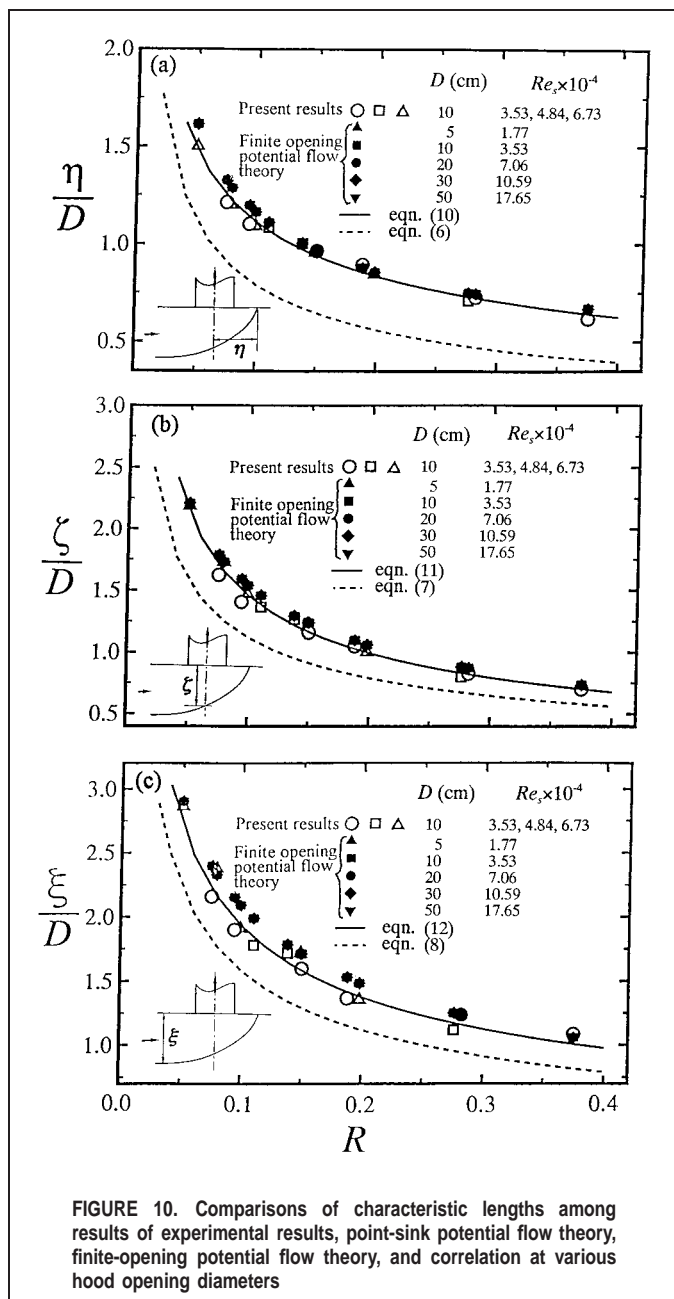 (a)
D (cm) Reₛ×10⁻⁴
Present results ○ □ △ 10 3.53, 4.84, 6.73
Finite opening potential flow theory
▲ 5 1.77
■ 10 3.53
● 20 7.06
◆ 30 10.59
▼ 50 17.65
eqn. (10)
eqn. (6)
2.0
1.5
1.0
0.5
η/D
η
(b)
D (cm) Reₛ×10⁻⁴
Present results ○ □ △ 10 3.53, 4.84, 6.73
Finite opening potential flow theory
▲ 5 1.77
■ 10 3.53
● 20 7.06
◆ 30 10.59
▼ 50 17.65
eqn. (11)
eqn. (7)
2.5
2.0
1.5
1.0
0.5
ζ/D
ζ
(c)
D (cm) Reₛ×10⁻⁴
Present results ○ □ △ 10 3.53, 4.84, 6.73
Finite opening potential flow theory
▲ 5 1.77
■ 10 3.53
● 20 7.06
◆ 30 10.59
▼ 50 17.65
eqn. (12)
eqn. (8)
3.0
2.5
2.0
1.5
1.0
ξ/D
ξ
0.0 0.1 0.2 0.3 0.4
R
FIGURE 10. Comparisons of characteristic lengths among
results of experimental results, point-sink potential flow theory,
finite-opening potential flow theory, and correlation at various
hood opening diameters